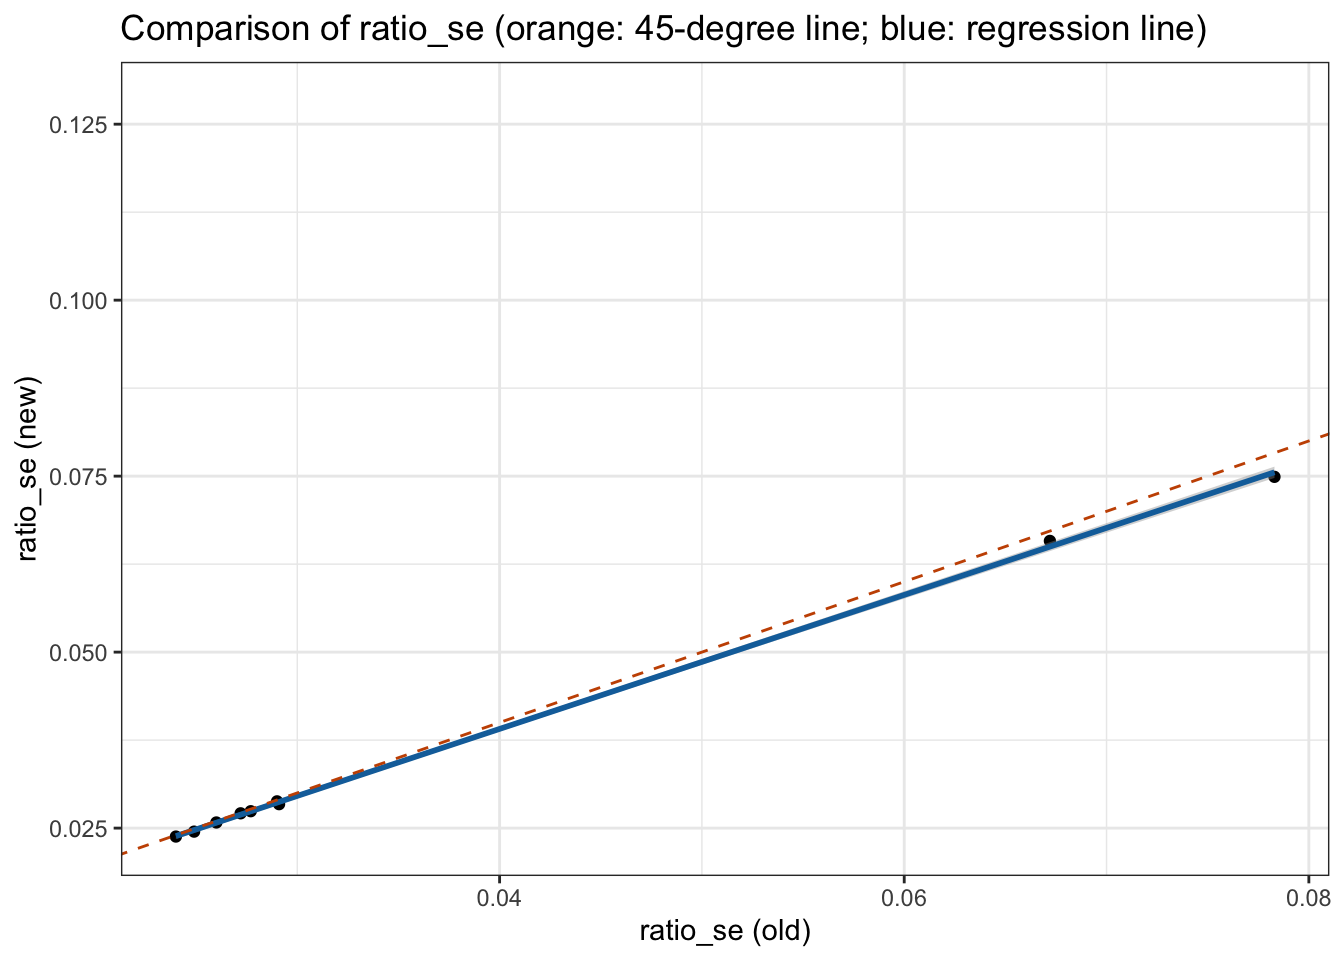 Comparison of ratio_se (orange: 45-degree line; blue: regression line)
0.125
0.100
0.075
0.050
0.025
ratio_se (new)
0.04
0.06
0.08
ratio_se (old)